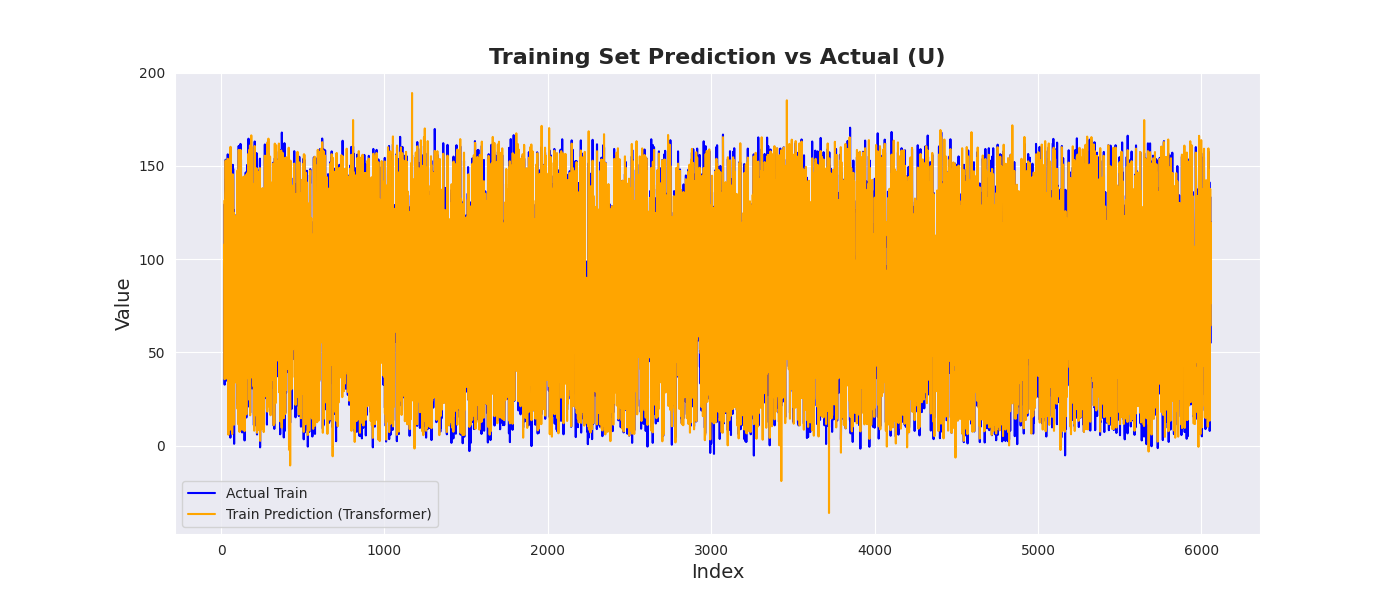 Training Set Prediction vs Actual (U)
200
150
100
50
0
Value
Actual Train
Train Prediction (Transformer)
0 1000 2000 3000 4000 5000 6000
Index